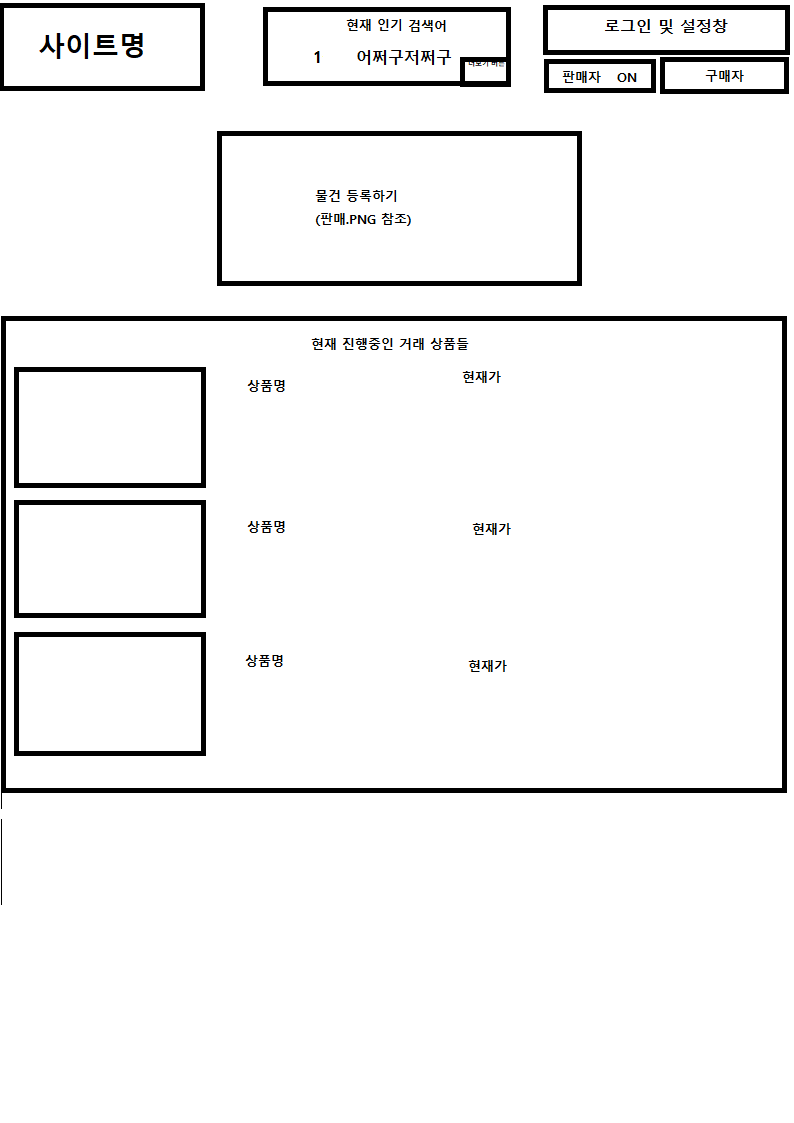 사이트명
현재 인기 검색어
1 어쩌구저쩌구
로그인 및 설정창
판매자 ON
구매자
물건 등록하기
(판매.PNG 참조)
현재 진행중인 거래 상품들
상품명
현재가
상품명
현재가
상품명
현재가